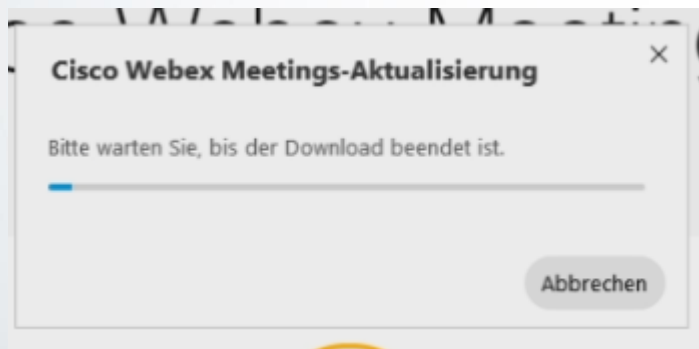 Cisco Webex Meetings-Aktualisierung
Bitte warten Sie, bis der Download beendet ist.
Abbrechen